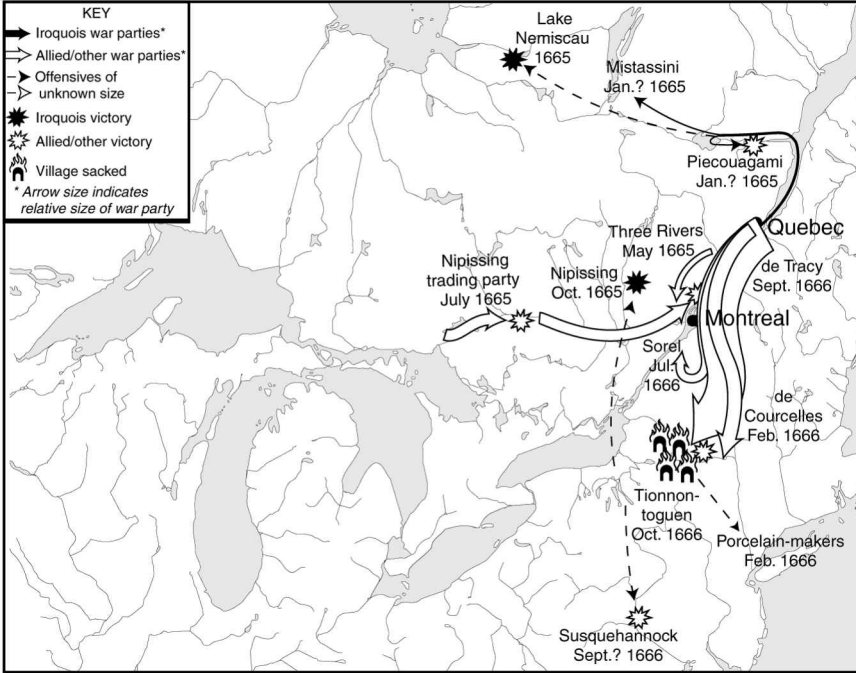 KEY
Iroquois war parties*
Allied/other war parties*
Offensives of
unknown size
Iroquois victory
Allied/other victory
Village sacked
* Arrow size indicates
relative size of war party
Lake
Nemiscau
1665
Mistassini
Jan.? 1665
Piecouagami
Jan.? 1665
Quebec
Three Rivers
May 1665
de Tracy
Sept. 1666
Nipissing
trading party
July 1665
Nipissing
Oct. 1665
Montreal
Sorel
Jul.
1666
de
Courcelles
Feb. 1666
Tionnon-
toguen
Oct. 1666
Porcelain-makers
Feb. 1666
Susquehannock
Sept.? 1666